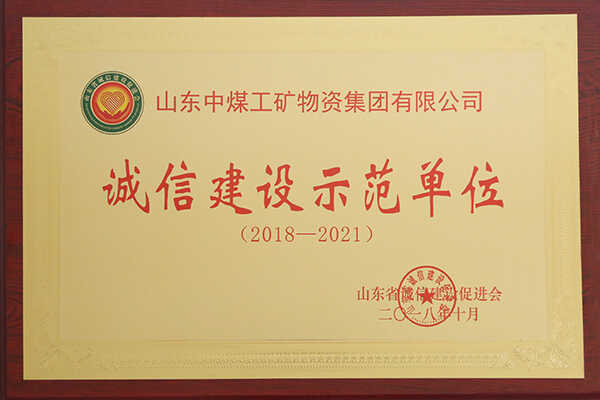 山东中煤工矿物资集团有限公司
诚信建设示范单位
(2018—2021)
山东省诚信建设促进会
二〇一八年十月